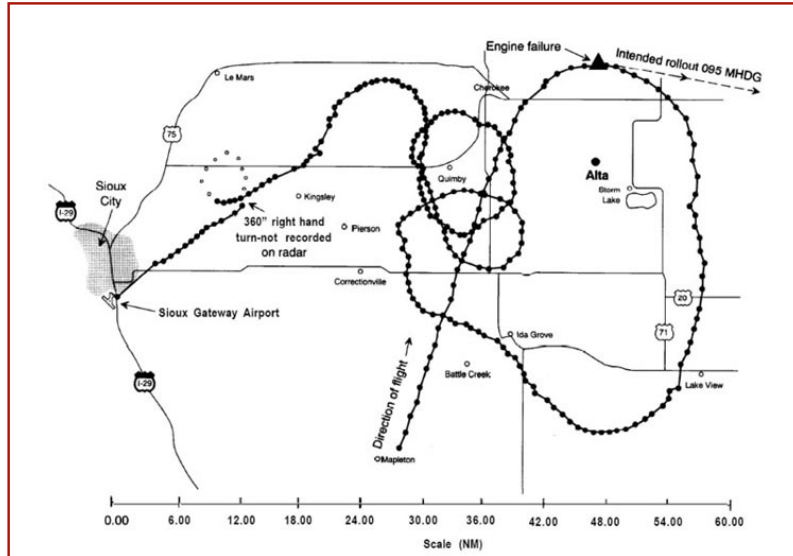 Engine failure
Intended rollout 095 MHDG
Le Mars
Cherokee
75
Quimby
Alta
Sioux
City
I-29
Kingsley
Storm
Lake
360" right hand
turn-not recorded
on radar
Pierson
Correctionville
Sioux Gateway Airport
20
71
Ida Grove
Direction of flight
Battle Creek
Lake View
I-29
Mapleton
0.00 6.00 12.00 18.00 24.00 30.00 36.00 42.00 48.00 54.00 60.00
Scale (NM)